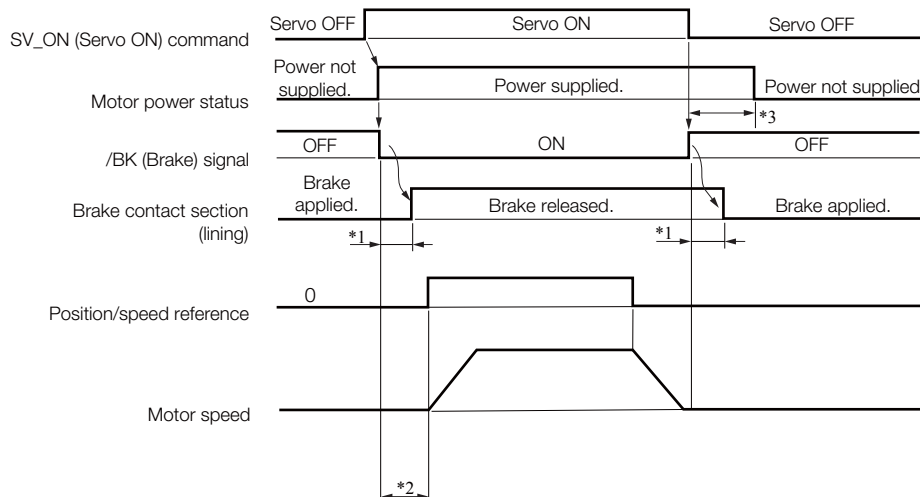 Servo OFF
Servo ON
Servo OFF
SV_ON (Servo ON) command
Power not
supplied.
Power supplied.
Power not supplied
Motor power status
*3
OFF
ON
OFF
/BK (Brake) signal
Brake
applied.
Brake released.
Brake applied.
Brake contact section
(lining)
*1
*1
0
Position/speed reference
Motor speed
*2